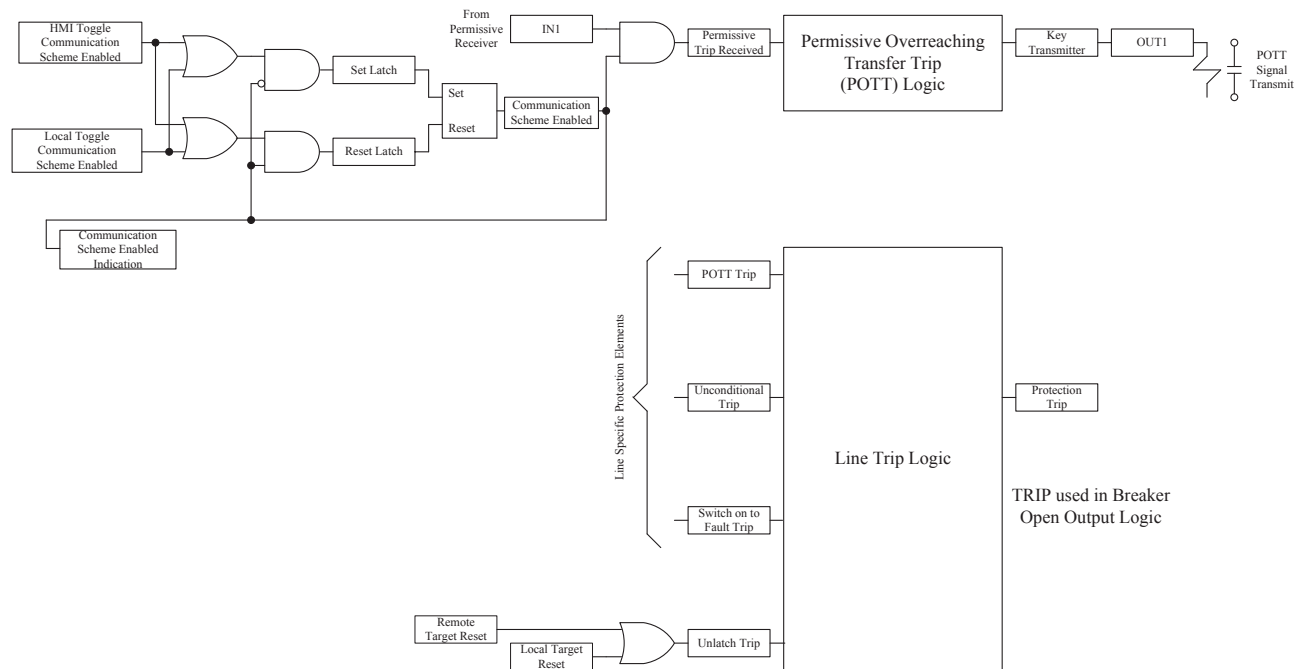 HMI Toggle
Communication
Scheme Enabled
Local Toggle
Communication
Scheme Enabled
Communication
Scheme Enabled
Indication
Set Latch
Reset Latch
Set
Reset
Communication
Scheme Enabled
From
Permissive
Receiver
IN1
Permissive
Trip Received
Permissive Overreaching
Transfer Trip
(POTT) Logic
Key
Transmitter
OUT1
POTT
Signal
Transmit
Line Specific Protection Elements
POTT Trip
Unconditional
Trip
Switch on to
Fault Trip
Line Trip Logic
Protection
Trip
TRIP used in Breaker
Open Output Logic
Remote
Target Reset
Local Target
Reset
Unlatch Trip